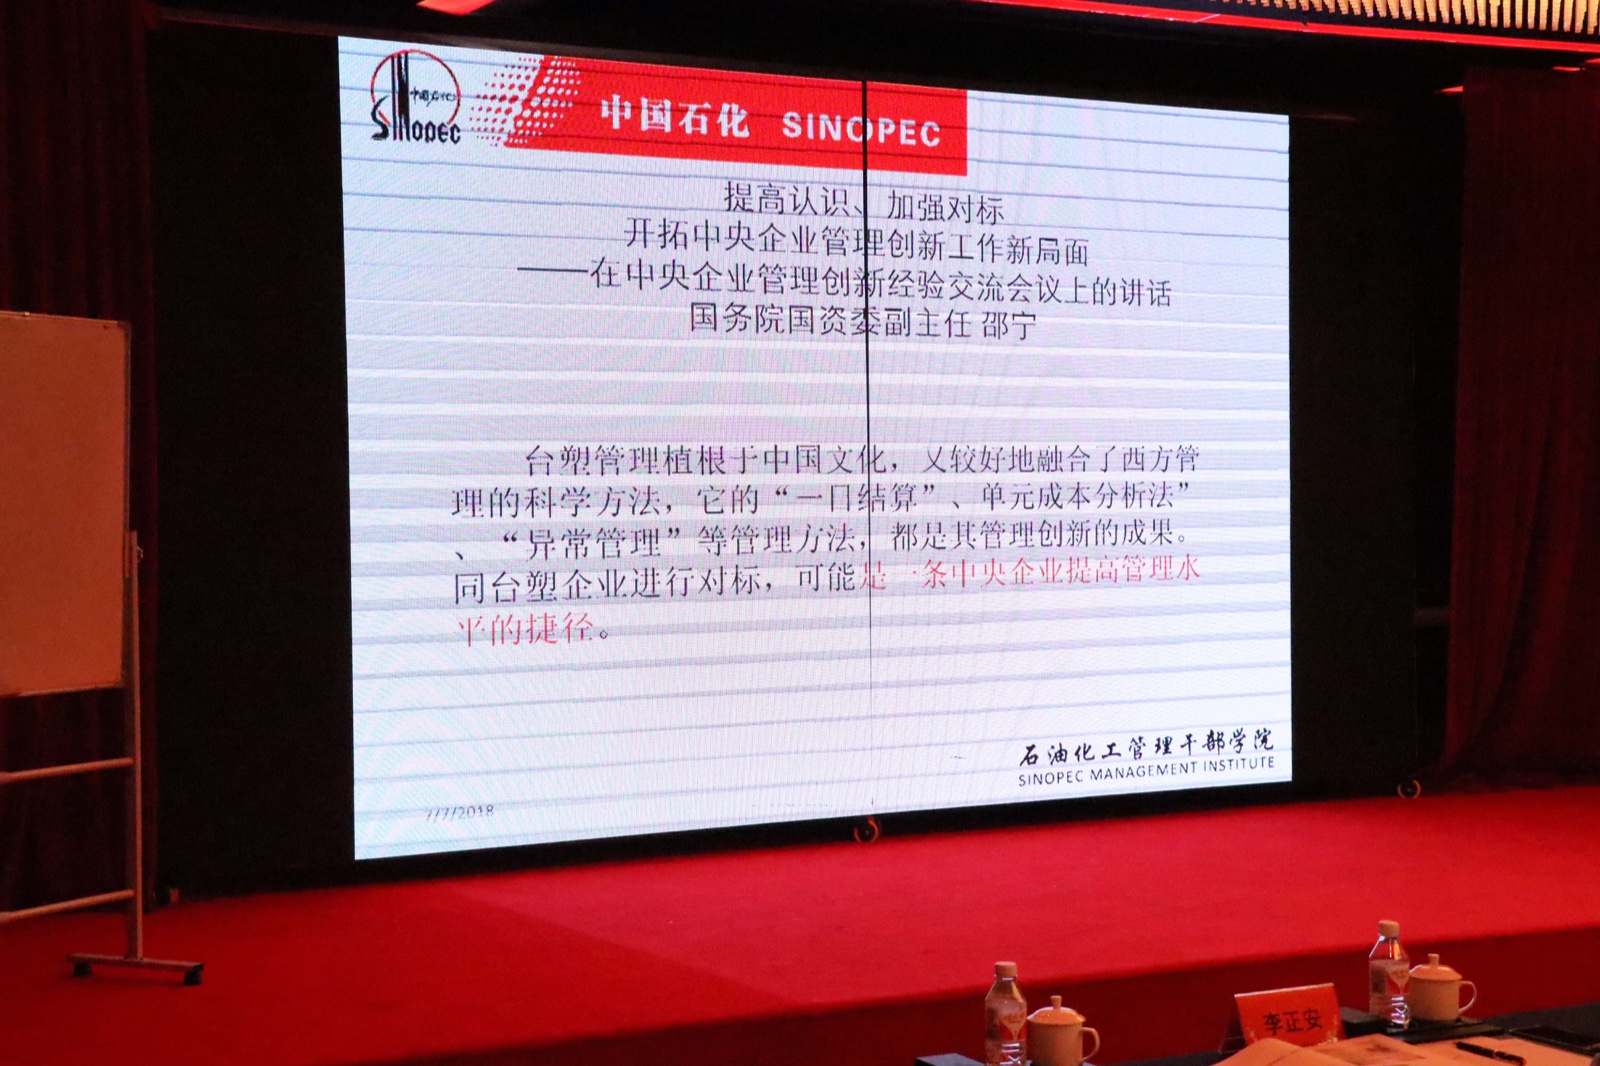 中国石化
SINOPEC
中国石化 SINOPEC
提高认识、加强对标
开拓中央企业管理创新工作新局面
——在中央企业管理创新经验交流会议上的讲话
国务院国资委副主任 邵宁
台塑管理植根于中国文化，又较好地融合了西方管
理的科学方法，它的“一日结算”、单元成本分析法”
、“异常管理”等管理方法，都是其管理创新的成果。
同台塑企业进行对标，可能是一条中央企业提高管理水
平的捷径。
石油化工管理干部学院
SINOPEC MANAGEMENT INSTITUTE
7/7/2018
李正安